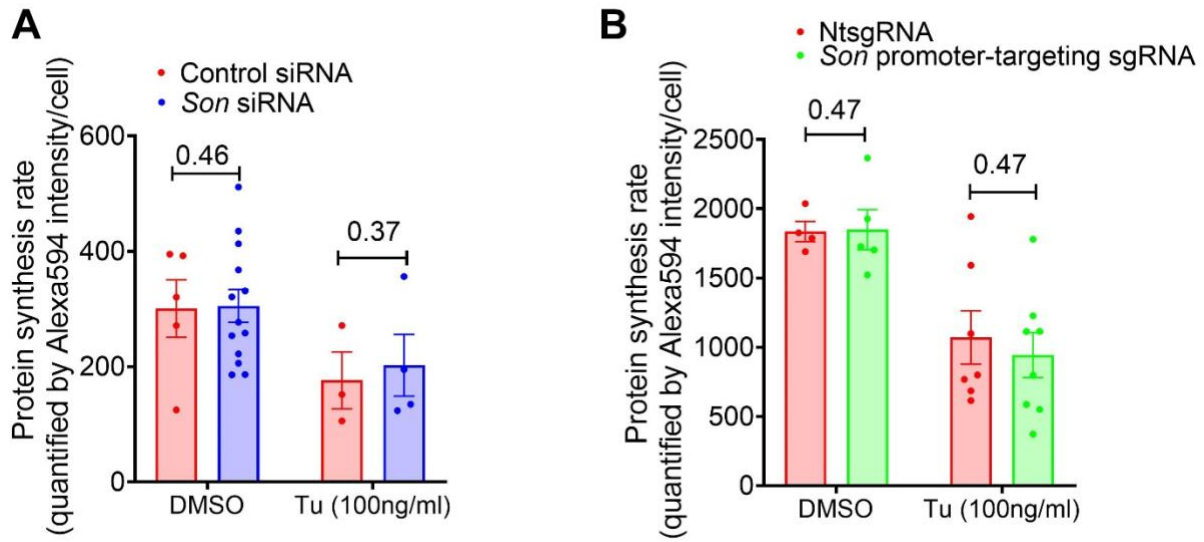 A
Control siRNA
Son siRNA
Protein synthesis rate
(quantified by Alexa594 intensity/cell)
600
400
200
0
0.46
0.37
DMSO
Tu (100ng/ml)
B
NtsgRNA
Son promoter-targeting sgRNA
Protein synthesis rate
(quantified by Alexa594 intensity/cell)
2500
2000
1500
1000
500
0
0.47
0.47
DMSO
Tu (100ng/ml)